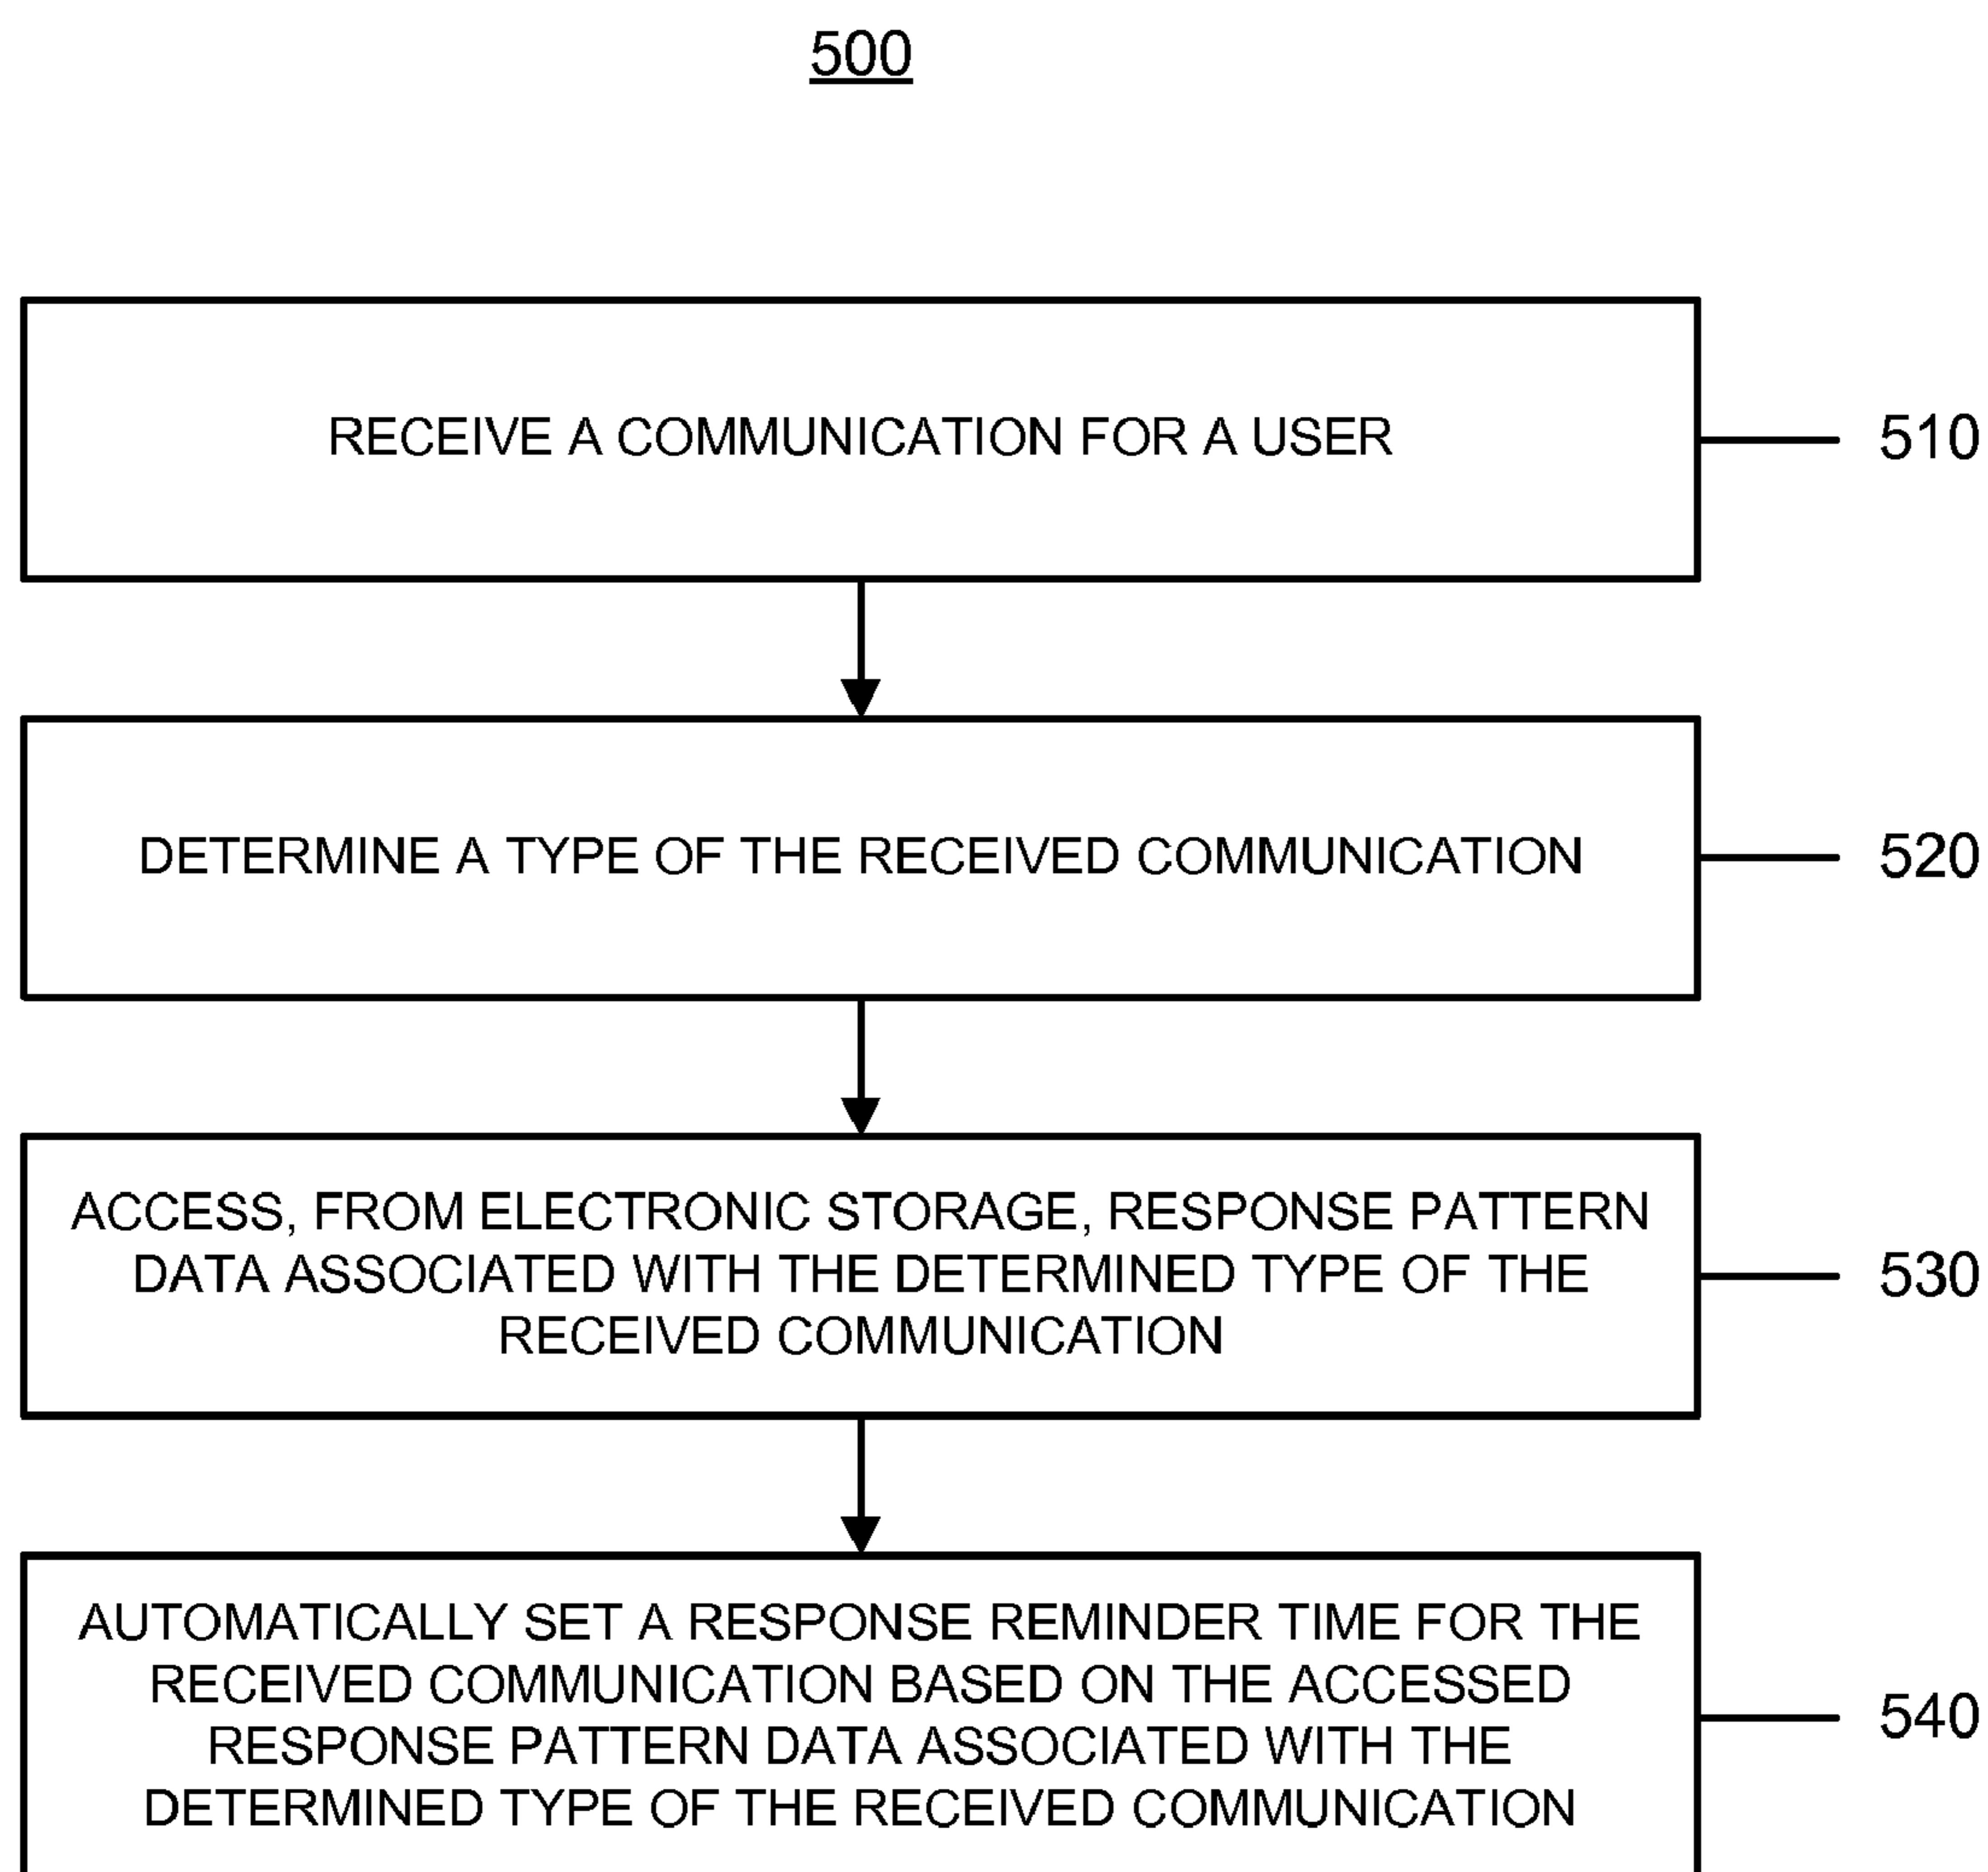 500
RECEIVE A COMMUNICATION FOR A USER
510
DETERMINE A TYPE OF THE RECEIVED COMMUNICATION
520
ACCESS, FROM ELECTRONIC STORAGE, RESPONSE PATTERN
DATA ASSOCIATED WITH THE DETERMINED TYPE OF THE
RECEIVED COMMUNICATION
530
AUTOMATICALLY SET A RESPONSE REMINDER TIME FOR THE
RECEIVED COMMUNICATION BASED ON THE ACCESSED
RESPONSE PATTERN DATA ASSOCIATED WITH THE
DETERMINED TYPE OF THE RECEIVED COMMUNICATION
540